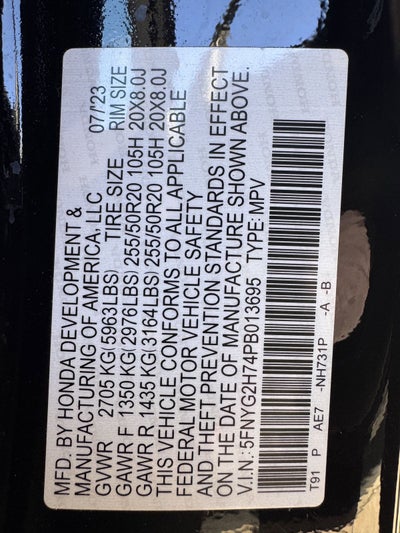 MFD. BY HONDA DEVELOPMENT &
MANUFACTURING OF AMERICA, LLC 07/'23
GVWR 2705 KG(5963LBS) TIRE SIZE RIM SIZE
GAWR F 1350 KG(2976LBS) 255/50R20 105H 20X8.0J
GAWR R 1435 KG(3164LBS) 255/50R20 105H 20X8.0J
THIS VEHICLE CONFORMS TO ALL APPLICABLE
FEDERAL MOTOR VEHICLE SAFETY
AND THEFT PREVENTION STANDARDS IN EFFECT
ON THE DATE OF MANUFACTURE SHOWN ABOVE.
V.I.N.: 5FNYG2H74PB013695 TYPE: MPV
T91 P AE7 -NH731P -A -B